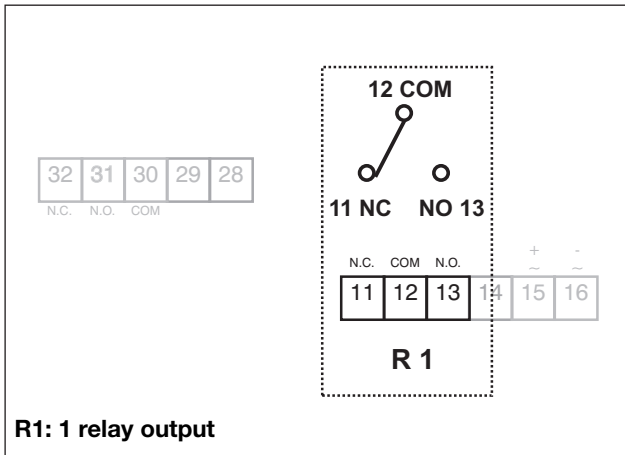 12 COM
11 NC NO 13
32 31 30 29 28
N.C. N.O. COM
+ -
~ ~
N.C. COM N.O.
11 12 13 14 15 16
R 1
R1: 1 relay output